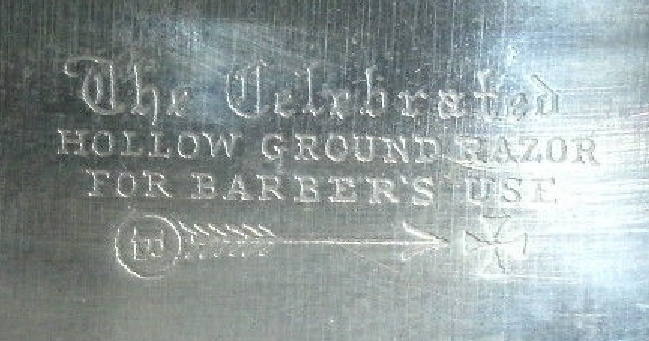 The Celebrated
HOLLOW GROUND RAZOR
FOR BARBER'S USE